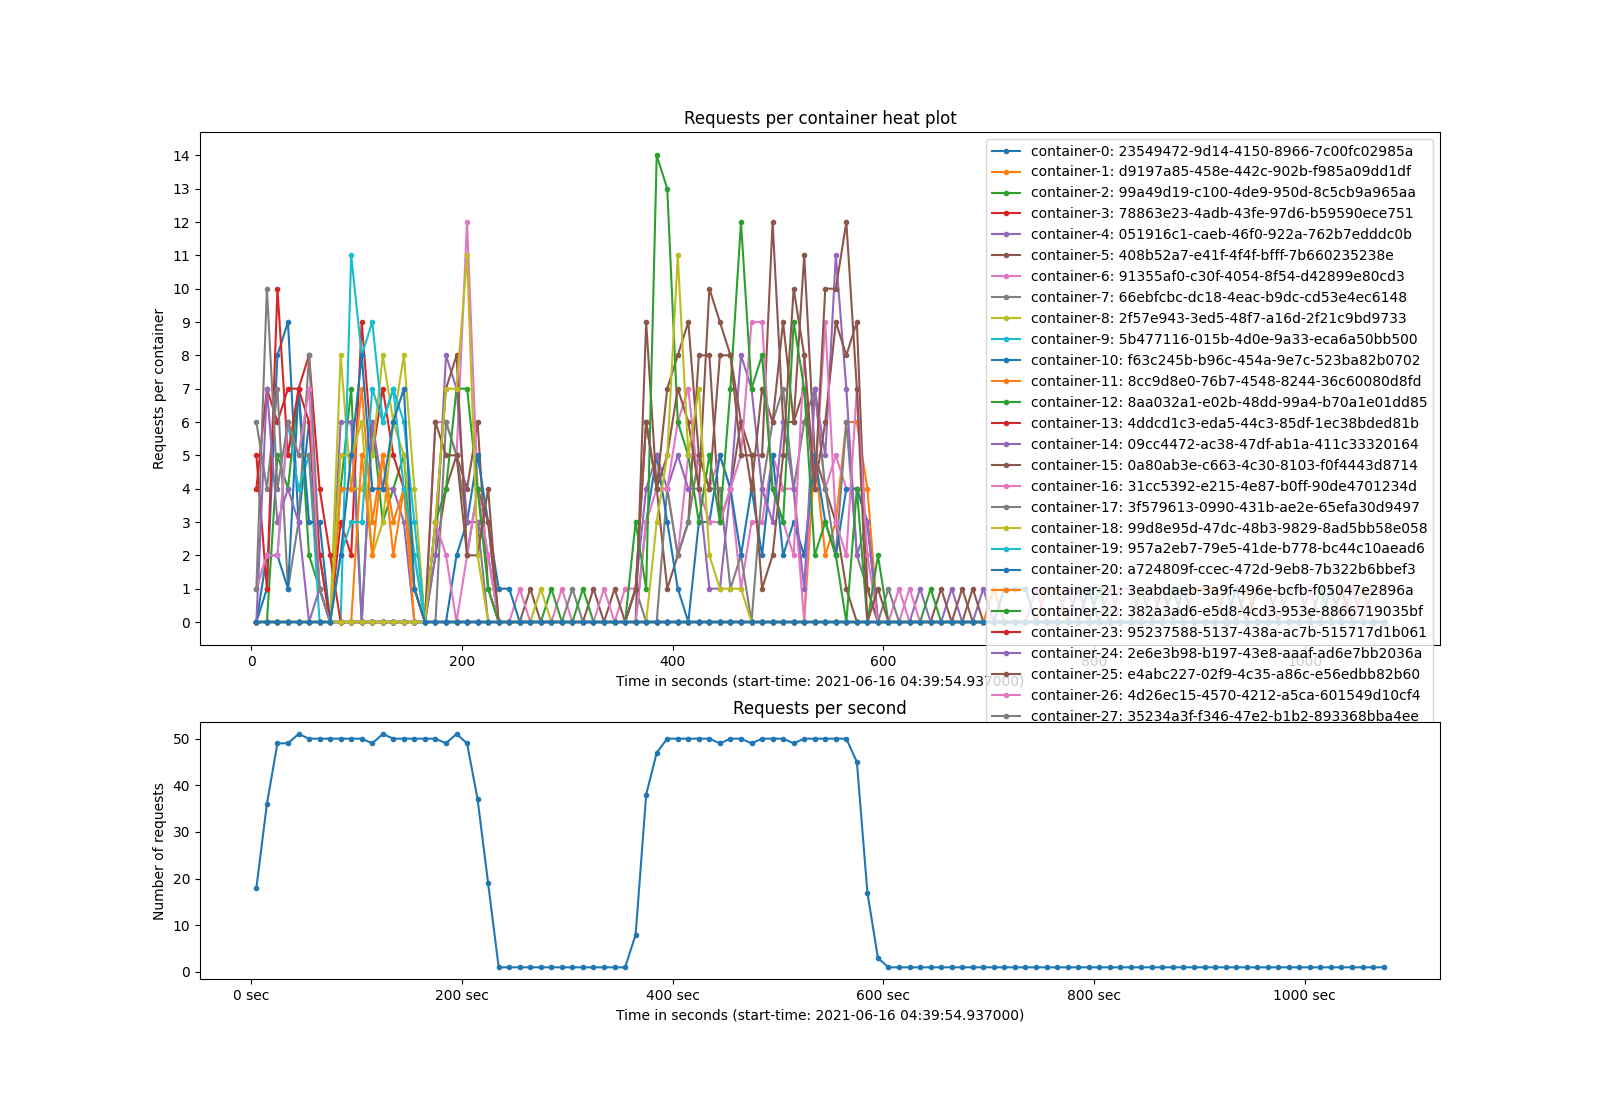 Requests per container heat plot
Requests per container
14
13
12
11
10
9
8
7
6
5
4
3
2
1
0
container-0: 23549472-9d14-4150-8966-7c00fc02985a
container-1: d9197a85-458e-442c-902b-f985a09dd1df
container-2: 99a49d19-c100-4de9-950d-8c5cb9a965aa
container-3: 78863e23-4adb-43fe-97d6-b59590ece751
container-4: 051916c1-caeb-46f0-922a-762b7edddc0b
container-5: 408b52a7-e41f-4f4f-bfff-7b660235238e
container-6: 91355af0-c30f-4054-8f54-d42899e80cd3
container-7: 66ebfcbc-dc18-4eac-b9dc-cd53e4ec6148
container-8: 2f57e943-3ed5-48f7-a16d-2f21c9bd9733
container-9: 5b477116-015b-4d0e-9a33-eca6a50bb500
container-10: f63c245b-b96c-454a-9e7c-523ba82b0702
container-11: 8cc9d8e0-76b7-4548-8244-36c60080d8fd
container-12: 8aa032a1-e02b-48dd-99a4-b70a1e01dd85
container-13: 4ddcd1c3-eda5-44c3-85df-1ec38bded81b
container-14: 09cc4472-ac38-47df-ab1a-411c33320164
container-15: 0a80ab3e-c663-4c30-8103-f0f4443d8714
container-16: 31cc5392-e215-4e87-b0ff-90de4701234d
container-17: 3f579613-0990-431b-ae2e-65efa30d9497
container-18: 99d8e95d-47dc-48b3-9829-8ad5bb58e058
container-19: 957a2eb7-79e5-41de-b778-bc44c10aead6
container-20: a724809f-ccec-472d-9eb8-7b322b6bbef3
container-21: 3eabdaeb-3a9f-496e-bcfb-f05047e2896a
container-22: 382a3ad6-e5d8-4cd3-953e-8866719035bf
container-23: 95237588-5137-438a-ac7b-515717d1b061
container-24: 2e6e3b98-b197-43e8-aaaf-ad6e7bb2036a
container-25: e4abc227-02f9-4c35-a86c-e56edbb82b60
container-26: 4d26ec15-4570-4212-a5ca-601549d10cf4
container-27: 35234a3f-f346-47e2-b1b2-893368bba4ee
0 200 400 600 800 1000
Time in seconds (start-time: 2021-06-16 04:39:54.937000)
Requests per second
Number of requests
50
40
30
20
10
0
0 sec 200 sec 400 sec 600 sec 800 sec 1000 sec
Time in seconds (start-time: 2021-06-16 04:39:54.937000)